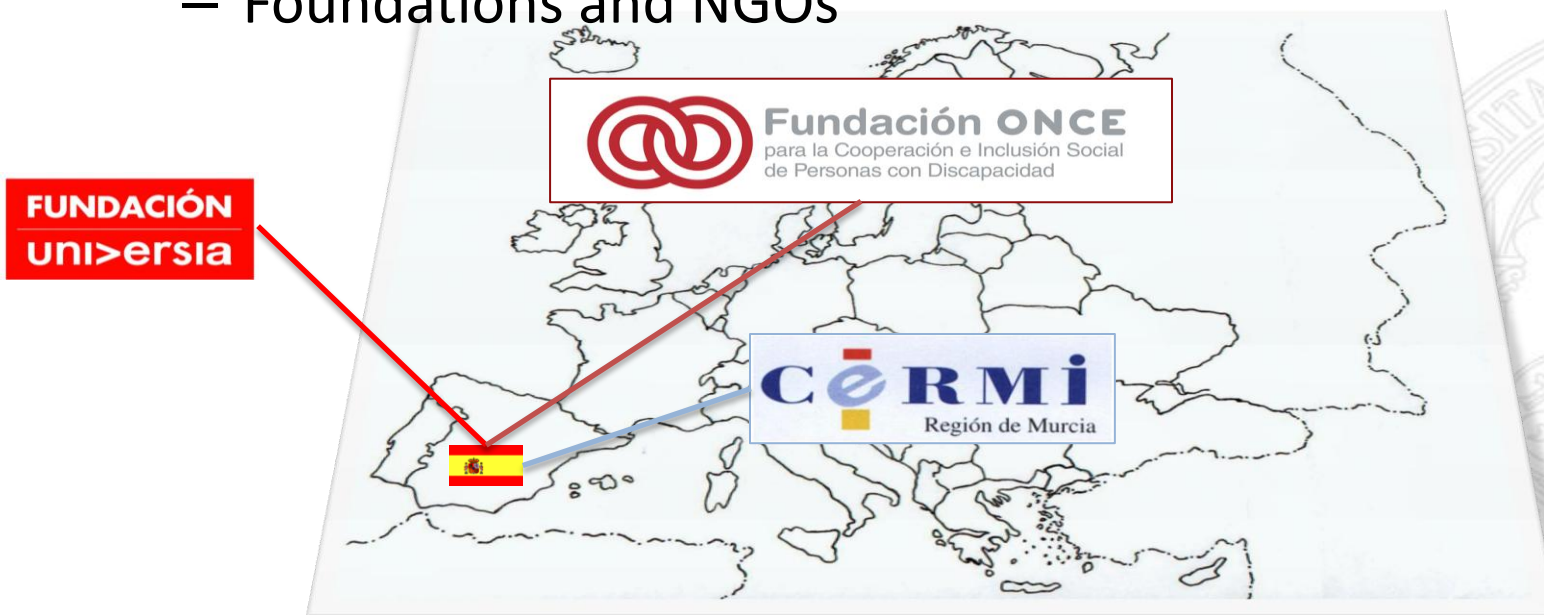 – Foundations and NGOs
Fundación ONCE
para la Cooperación e Inclusión Social
de Personas con Discapacidad
FUNDACIÓN
uni>ersia
CERMI
Región de Murcia